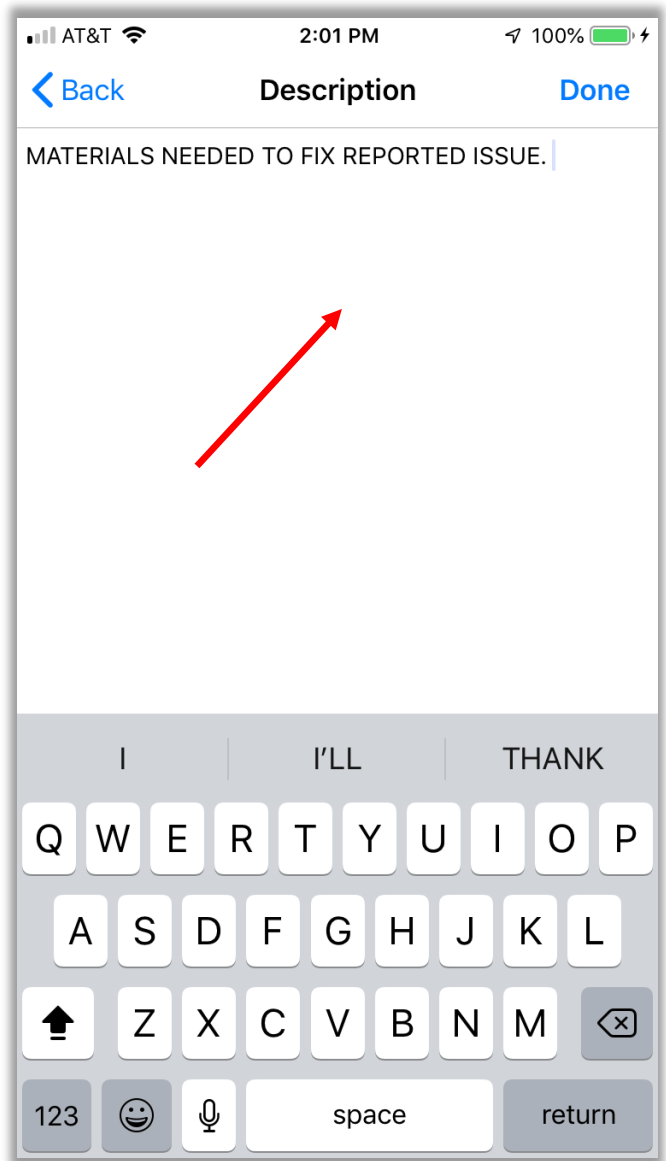 AT&T 2:01 PM 100%
Back Description Done
MATERIALS NEEDED TO FIX REPORTED ISSUE.
I I'LL THANK
Q W E R T Y U I O P
A S D F G H J K L
Z X C V B N M
123 space return